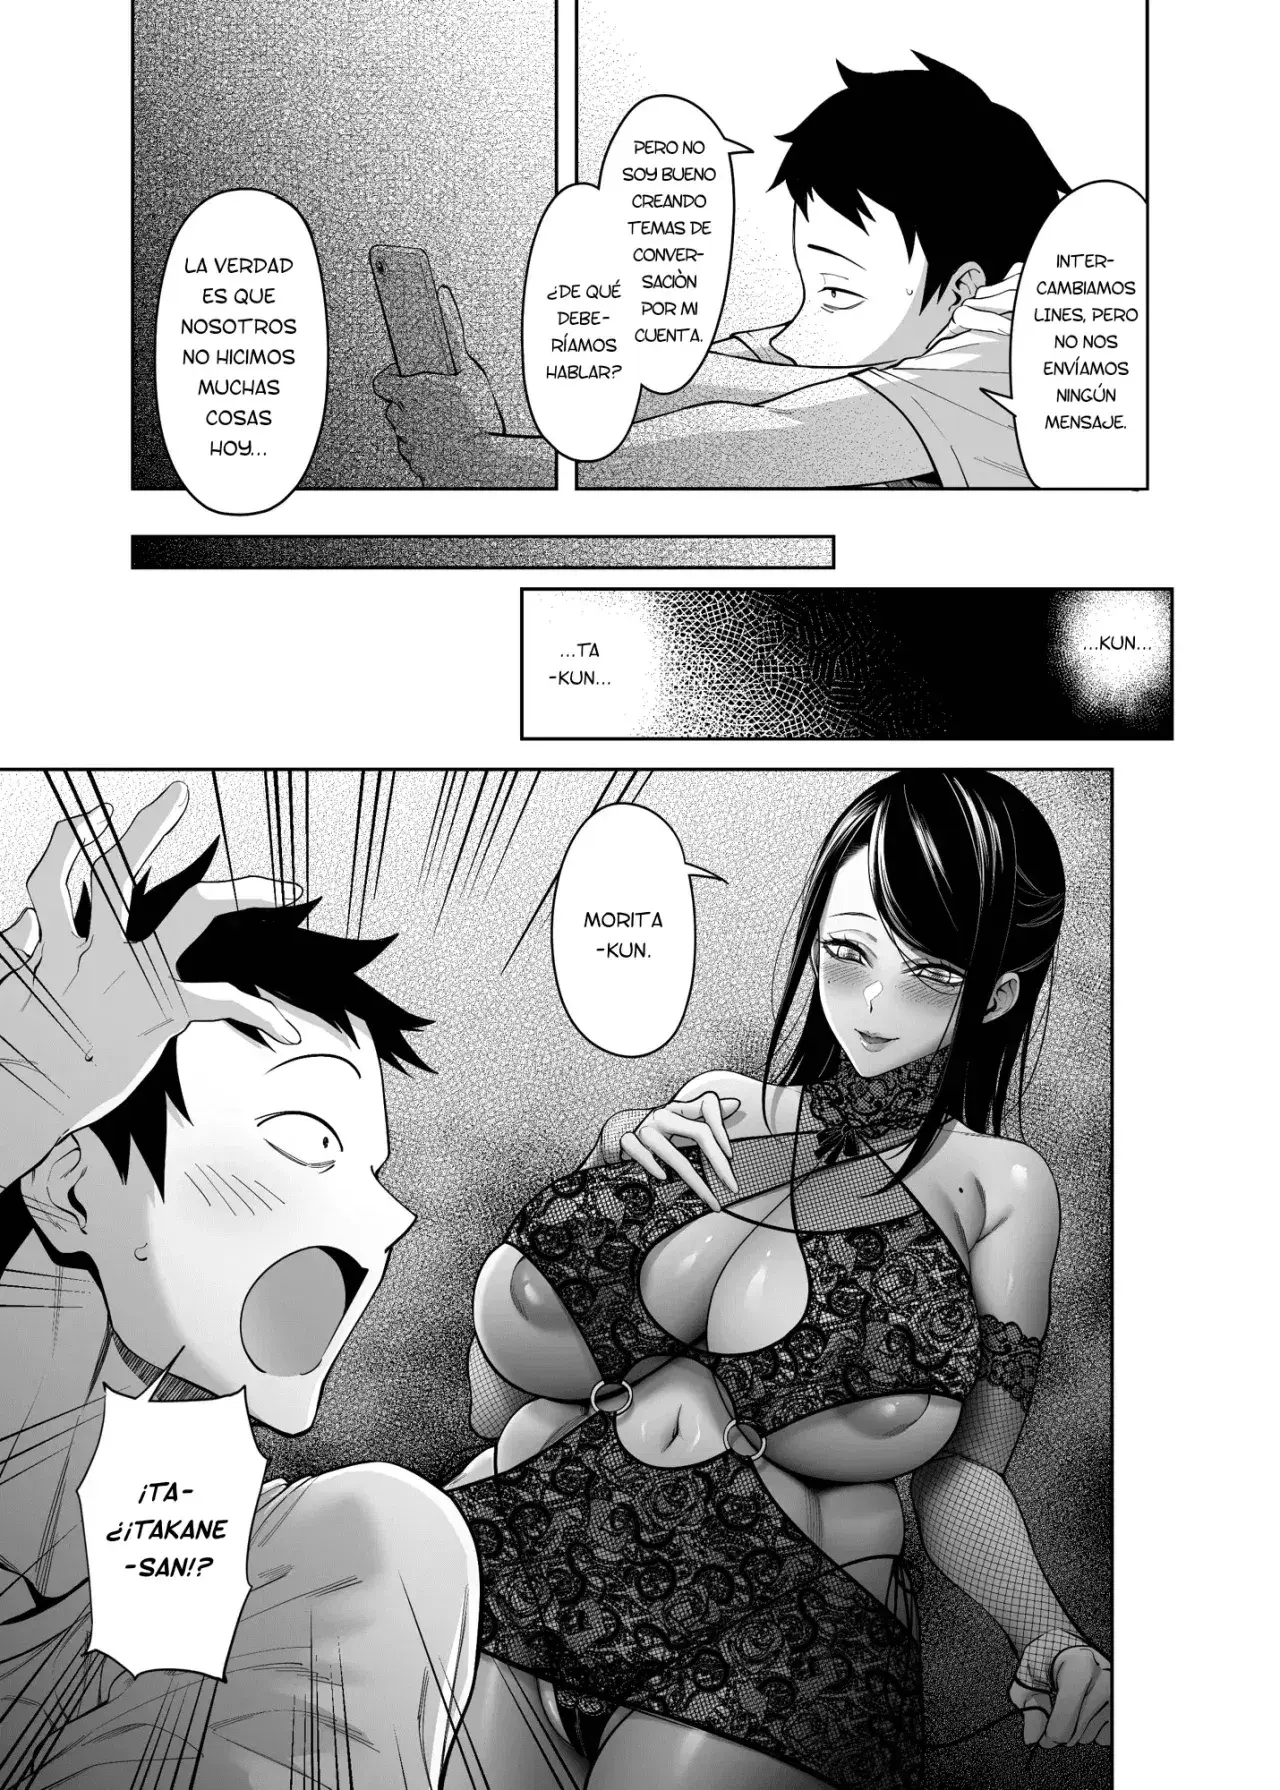 INTER-
CAMBIAMOS
LINES, PERO
NO NOS
ENVÍAMOS
NINGÚN
MENSAJE.
PERO NO
SOY BUENO
CREANDO
TEMAS DE
CONVER-
SACIÒN
POR MI
CUENTA.
¿DE QUÉ
DEBE-
RÍAMOS
HABLAR?
LA VERDAD
ES QUE
NOSOTROS
NO HICIMOS
MUCHAS
COSAS
HOY...
...KUN...
...TA
-KUN...
MORITA
-KUN.
¡TA-
¿¡TAKANE
-SAN!?